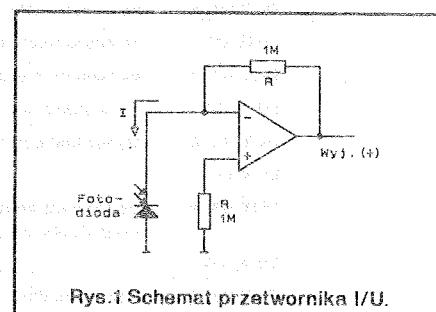 1M
R
I
-
+
Wyj.(+)
Foto-
dioda
R
1M
Rys.1 Schemat przetwornika I/U.